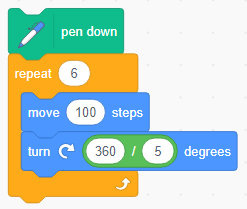 pen down
repeat 6
move 100 steps
turn 360 / 5 degrees